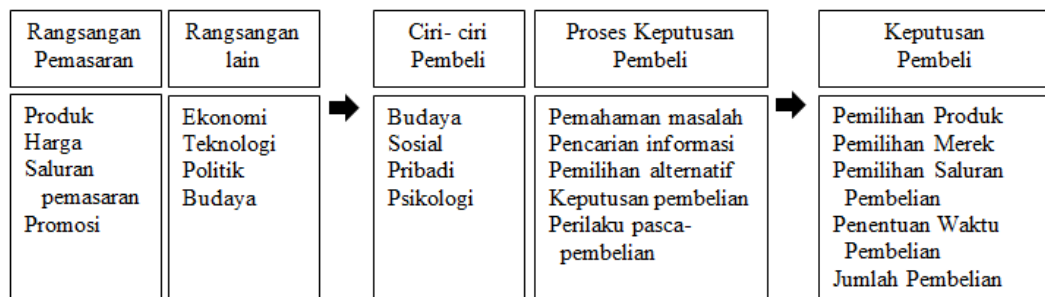 Rangsangan
Pemasaran
Rangsangan
lain
Ciri- ciri
Pembeli
Proses Keputusan
Pembeli
Keputusan
Pembeli
Produk
Harga
Saluran
pemasaran
Promosi
Ekonomi
Teknologi
Politik
Budaya
Budaya
Sosial
Pribadi
Psikologi
Pemahaman masalah
Pencarian informasi
Pemilihan alternatif
Keputusan pembelian
Perilaku pasca-
pembelian
Pemilihan Produk
Pemilihan Merek
Pemilihan Saluran
Pembelian
Penentuan Waktu
Pembelian
Jumlah Pembelian